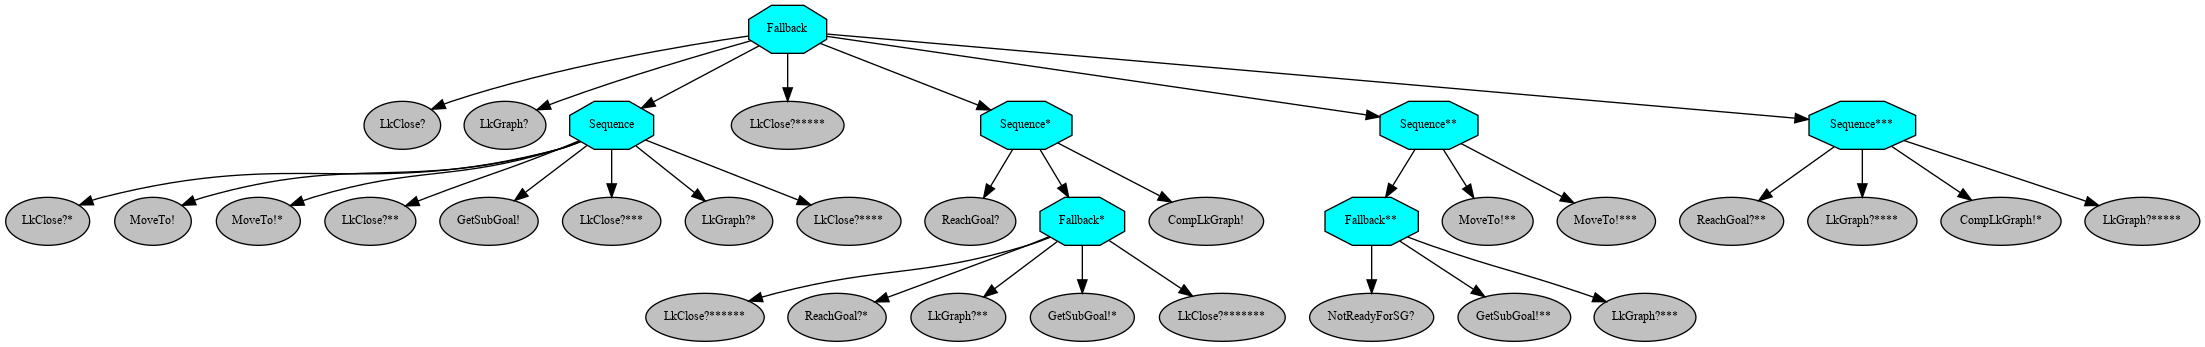 Fallback
LkClose?
LkGraph?
Sequence
LkClose?*****
Sequence*
Sequence**
Sequence***
LkClose?*
MoveTo!
MoveTo!*
LkClose?**
GetSubGoal!
LkClose?***
LkGraph?*
LkClose?****
ReachGoal?
Fallback*
CompLkGraph!
Fallback**
MoveTo!**
MoveTo!***
ReachGoal?**
LkGraph?****
CompLkGraph!*
LkGraph?*****
LkClose?******
ReachGoal?*
LkGraph?**
GetSubGoal!*
LkClose?*******
NotReadyForSG?
GetSubGoal!**
LkGraph?***